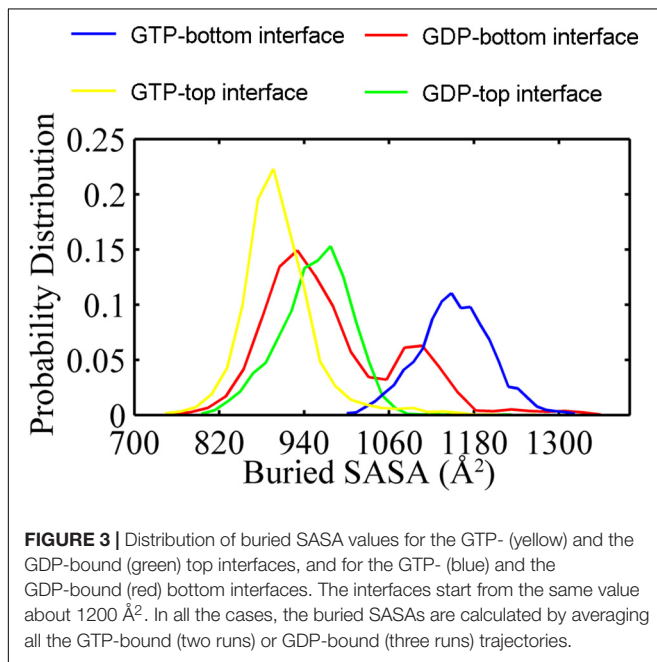 GTP-bottom interface GDP-bottom interface
GTP-top interface GDP-top interface
0.25
0.2
0.15
0.1
0.05
0
Probability Distribution
700 820 940 1060 1180 1300
Buried SASA (Å²)
FIGURE 3 | Distribution of buried SASA values for the GTP- (yellow) and the
GDP-bound (green) top interfaces, and for the GTP- (blue) and the
GDP-bound (red) bottom interfaces. The interfaces start from the same value
about 1200 Å². In all the cases, the buried SASAs are calculated by averaging
all the GTP-bound (two runs) or GDP-bound (three runs) trajectories.